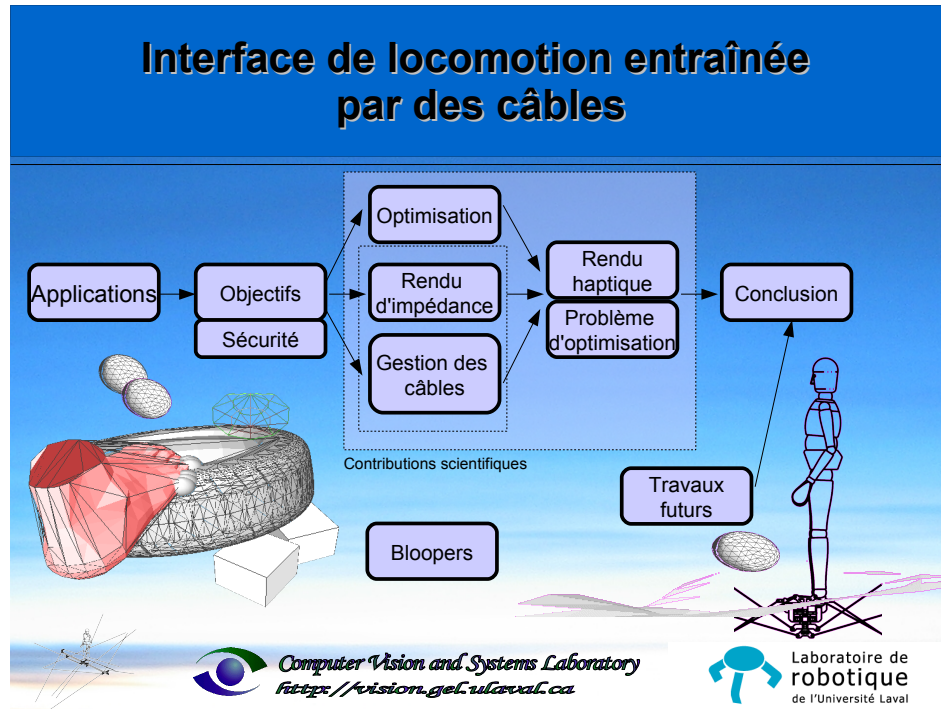 Interface de locomotion entraînée
par des câbles
Optimisation
Applications
Objectifs
Sécurité
Rendu
d'impédance
Gestion des
câbles
Rendu
haptique
Problème
d'optimisation
Conclusion
Contributions scientifiques
Travaux
futurs
Bloopers
Computer Vision and Systems Laboratory
http://vision.gel.ulaval.ca
Laboratoire de
robotique
de l'Université Laval